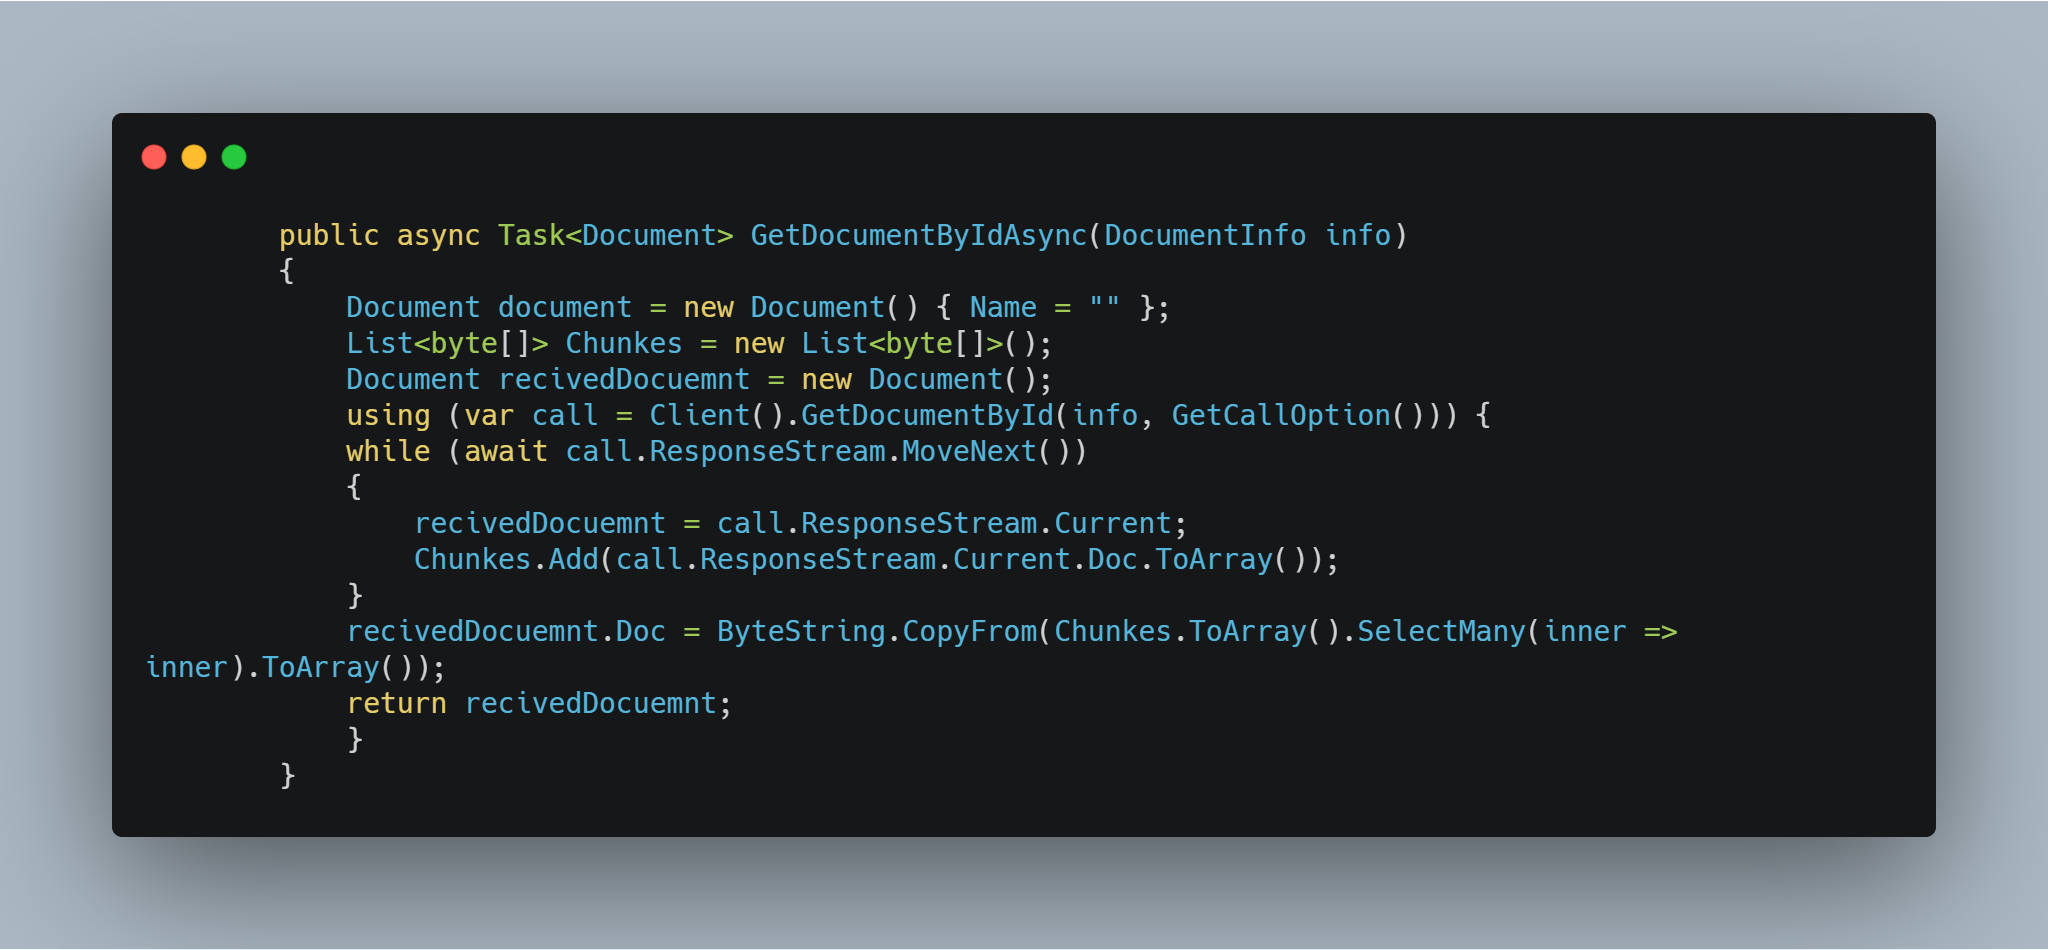 public async Task<Document> GetDocumentByIdAsync(DocumentInfo info)
{
Document document = new Document() { Name = "" };
List<byte[]> Chunkes = new List<byte[]>();
Document recivedDocuemnt = new Document();
using (var call = Client().GetDocumentById(info, GetCallOption())) {
while (await call.ResponseStream.MoveNext())
{
recivedDocuemnt = call.ResponseStream.Current;
Chunkes.Add(call.ResponseStream.Current.Doc.ToArray());
}
recivedDocuemnt.Doc = ByteString.CopyFrom(Chunkes.ToArray().SelectMany(inner =>
inner).ToArray());
return recivedDocuemnt;
}
}